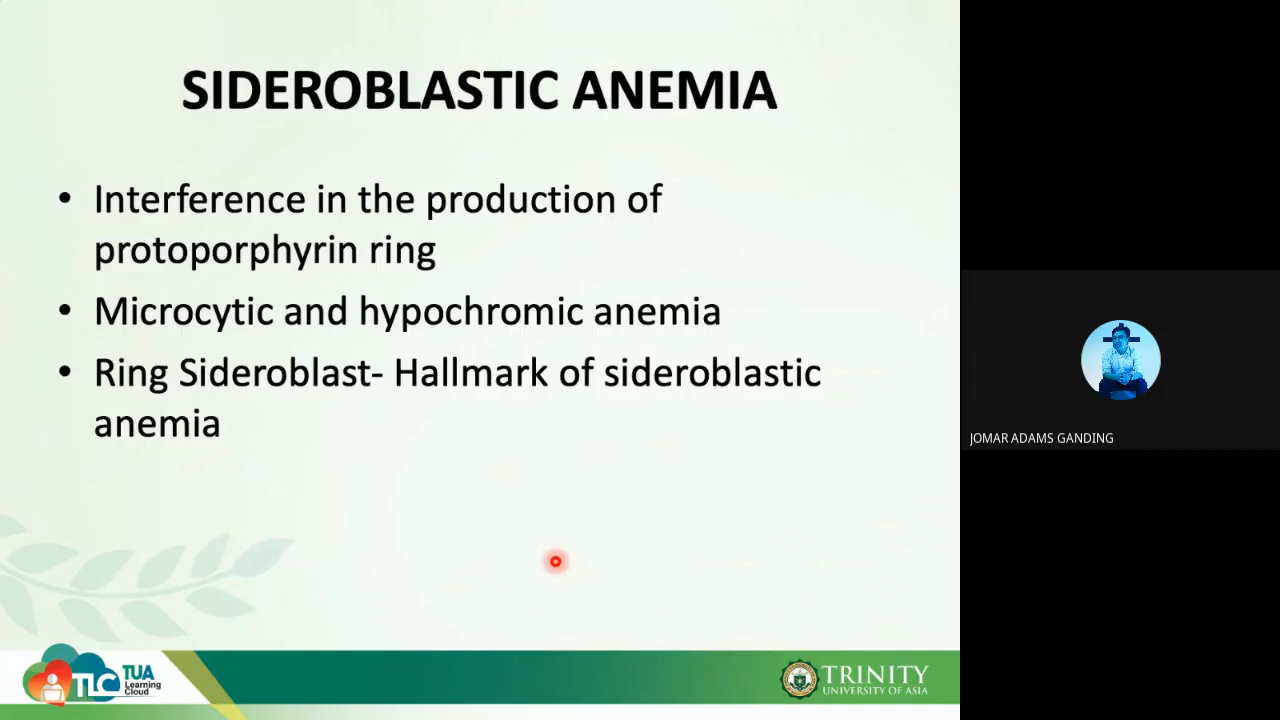 SIDEROBLASTIC ANEMIA
• Interference in the production of
protoporphyrin ring
• Microcytic and hypochromic anemia
• Ring Sideroblast- Hallmark of sideroblastic
anemia
JOMAR ADAMS GANDING
TLC
TUA
Learning
Cloud
TRINITY
UNIVERSITY OF ASIA